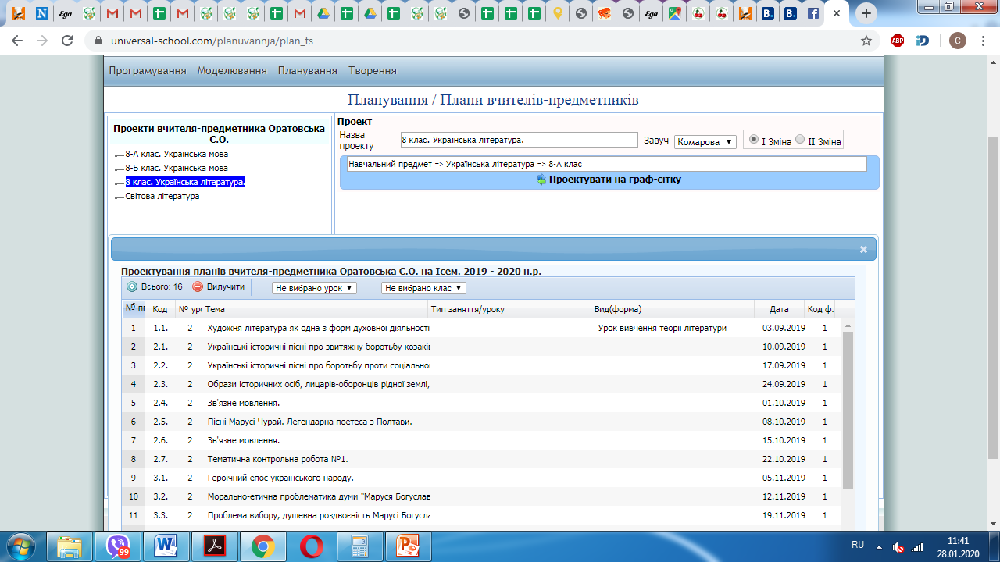 universal-school.com/planuvannja/plan_ts
ABP
C
Програмування Моделювання Планування Творення
Планування / Плани вчителів-предметників
Проекти вчителя-предметника Оратовська С.О.
8-А клас. Українська мова
8-Б клас. Українська мова
8 клас. Українська література.
Світова література
Проект
Назва проекту 8 клас. Українська література. Завуч Комарова I Зміна II Зміна
Навчальний предмет => Українська література => 8-А клас
Проектувати на граф-сітку
Проектування планів вчителя-предметника Оратовська С.О. на Ісем. 2019 - 2020 н.р.
Всього: 16 Вилучити Не вибрано урок Не вибрано клас
№ пр Код № уро Тема Тип заняття/уроку Вид(форма) Дата Код ф.
1 1.1. 2 Художня література як одна з форм духовної діяльності Урок вивчення теорії літератури 03.09.2019 1
2 2.1. 2 Українські історичні пісні про звитяжну боротьбу козаків 10.09.2019 1
3 2.2. 2 Українські історичні пісні про боротьбу проти соціально 17.09.2019 1
4 2.3. 2 Образи історичних осіб, лицарів-оборонців рідної землі, 24.09.2019 1
5 2.4. 2 Зв'язне мовлення. 01.10.2019 1
6 2.5. 2 Пісні Марусі Чурай. Легендарна поетеса з Полтави. 08.10.2019 1
7 2.6. 2 Зв'язне мовлення. 15.10.2019 1
8 2.7. 2 Тематична контрольна робота №1. 22.10.2019 1
9 3.1. 2 Героїчний епос українського народу. 05.11.2019 1
10 3.2. 2 Морально-етична проблематика думи "Маруся Богуслав 12.11.2019 1
11 3.3. 2 Проблема вибору, душевна роздвоєність Марусі Богусла 19.11.2019 1
99
RU
11:41
28.01.2020